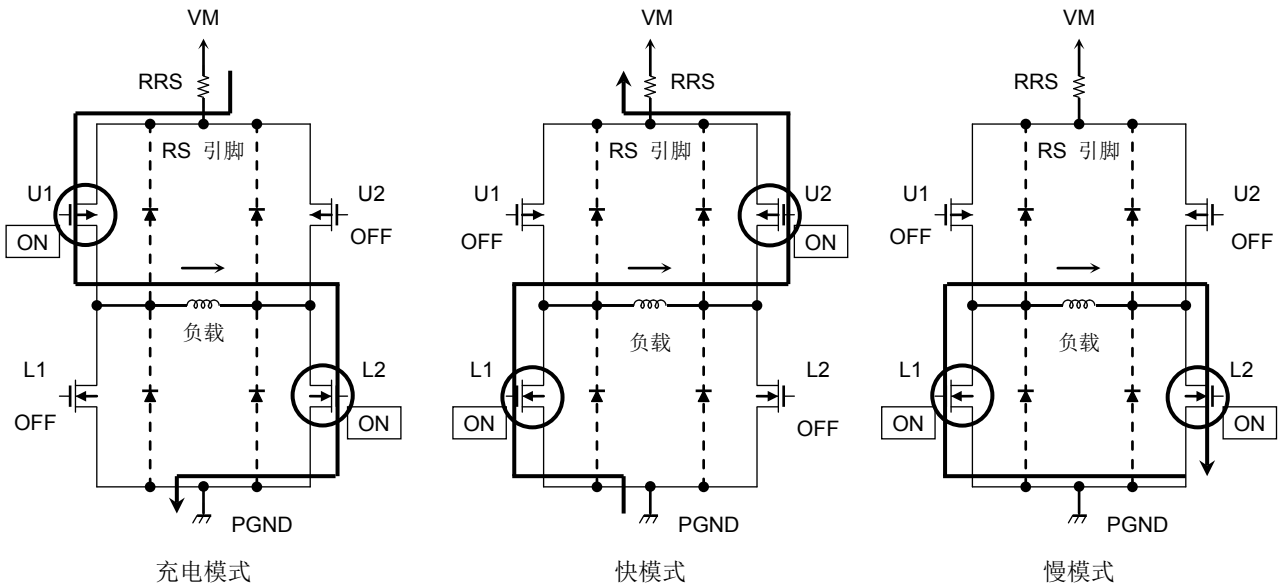 VM
RRS
RS 引脚
U1
U2
ON
OFF
负载
L1
L2
OFF
ON
PGND
充电模式
VM
RRS
RS 引脚
U1
U2
OFF
ON
负载
L1
L2
ON
OFF
PGND
快模式
VM
RRS
RS 引脚
U1
U2
OFF
OFF
负载
L1
L2
ON
ON
PGND
慢模式